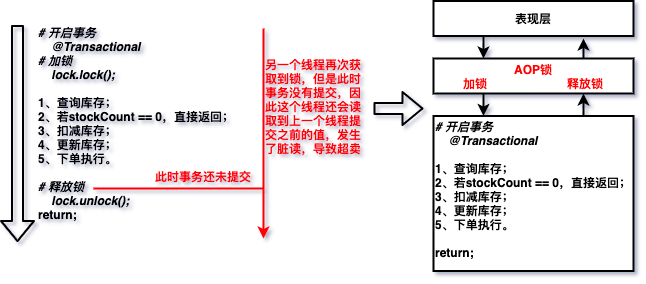 # 开启事务
@Transactional
# 加锁
lock.lock();
1、查询库存；
2、若stockCount == 0，直接返回；
3、扣减库存；
4、更新库存；
5、下单执行。
# 释放锁
lock.unlock();
return;
此时事务还未提交
另一个线程再次获
取到锁，但是此时
事务没有提交，因
此这个线程还会读
取到上一个线程提
交之前的值，发生
了脏读，导致超卖
表现层
AOP锁
加锁
释放锁
# 开启事务
@Transactional
1、查询库存；
2、若stockCount == 0，直接返回；
3、扣减库存；
4、更新库存；
5、下单执行。
return;